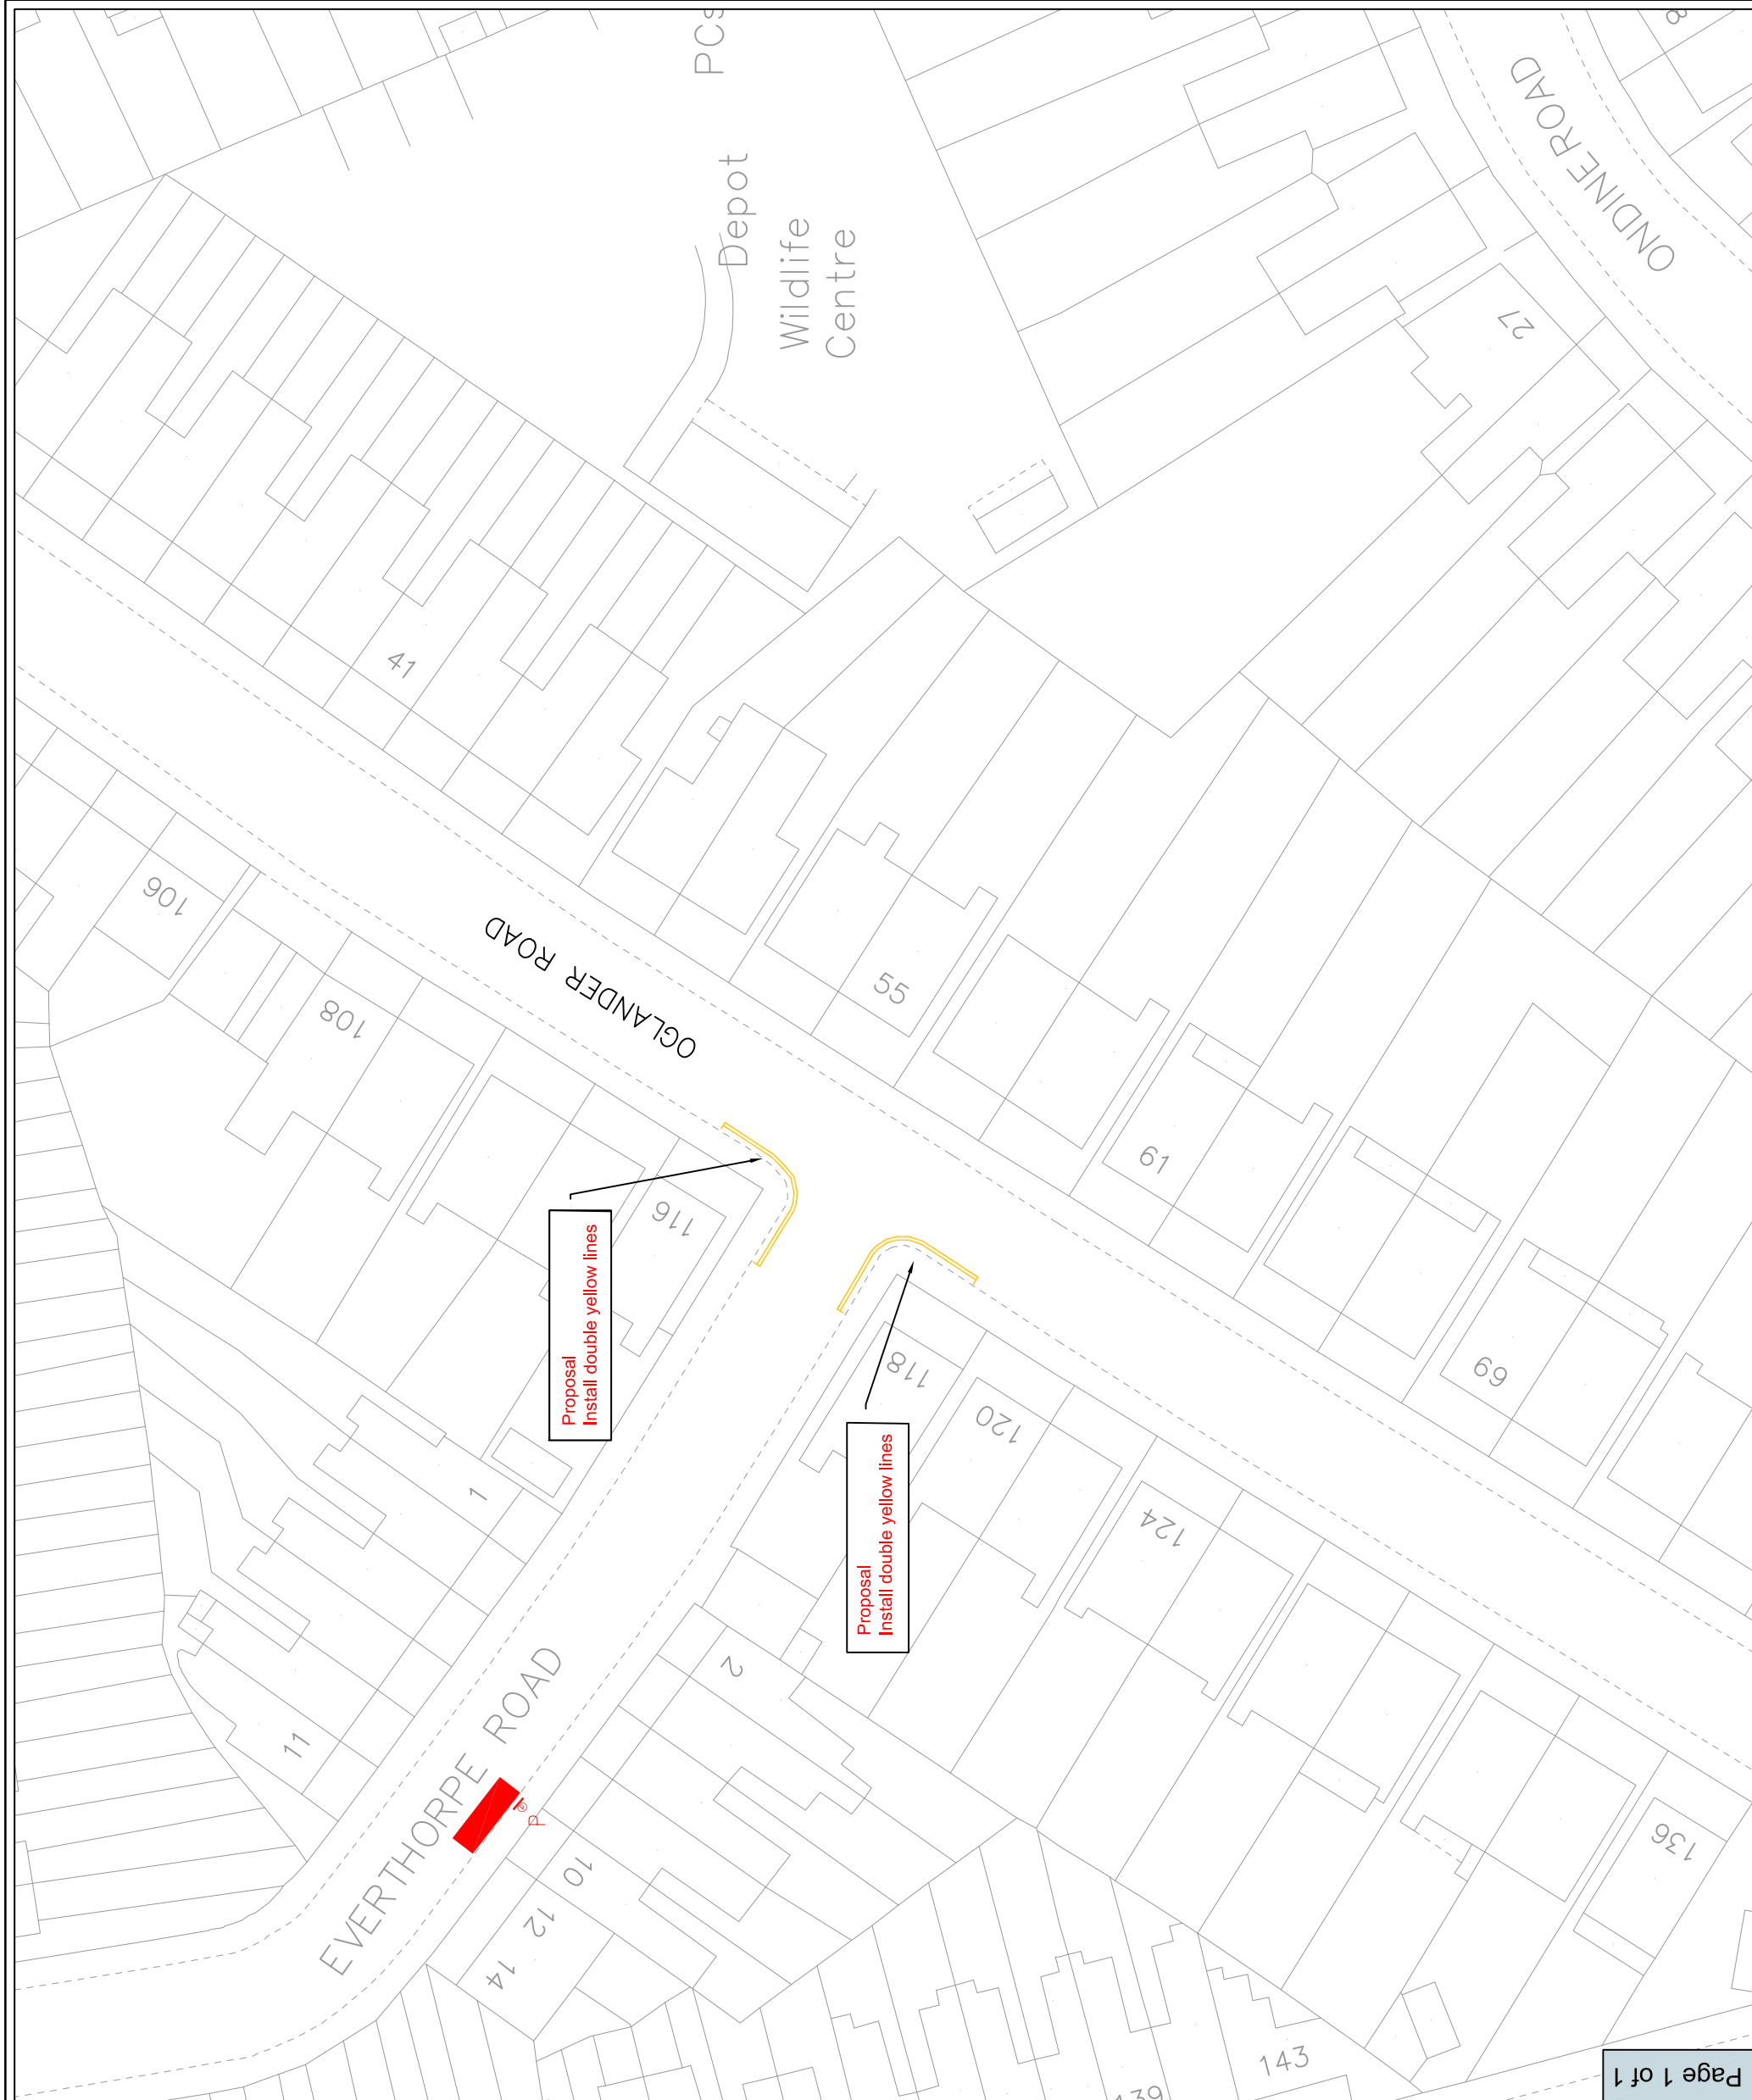 PCs
Depot
Wildlife
Centre
ONDINE ROAD
8
27
41
106
108
OGLANDER ROAD
55
61
116
Proposal
Install double yellow lines
118
120
69
Proposal
Install double yellow lines
124
1
2
11
EVERTHORPE ROAD
P
10
12
14
136
143
139
Page 1 of 1